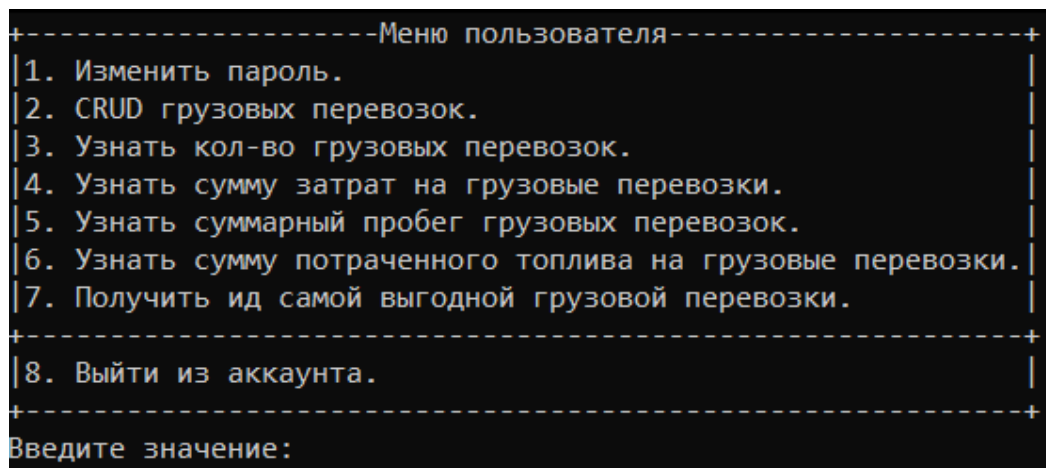 +---------------------Меню пользователя---------------------+
|1. Изменить пароль. |
|2. CRUD грузовых перевозок. |
|3. Узнать кол-во грузовых перевозок. |
|4. Узнать сумму затрат на грузовые перевозки. |
|5. Узнать суммарный пробег грузовых перевозок. |
|6. Узнать сумму потраченного топлива на грузовые перевозки.|
|7. Получить ид самой выгодной грузовой перевозки. |
+-----------------------------------------------------------+
|8. Выйти из аккаунта. |
+-----------------------------------------------------------+
Введите значение: